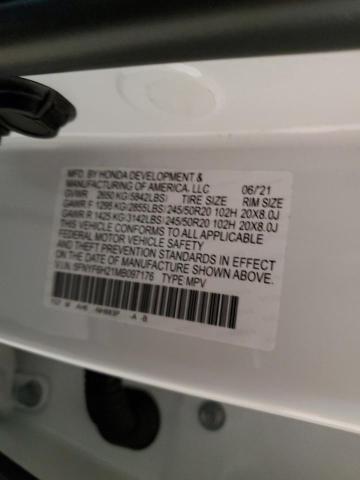 MFD. BY HONDA DEVELOPMENT &
MANUFACTURING OF AMERICA, LLC 06/21
GVWR 2650 KG(5842LBS) TIRE SIZE RIM SIZE
GAWR F 1295 KG(2855LBS) 245/50R20 102H 20X8.0J
GAWR R 1425 KG(3142LBS) 245/50R20 102H 20X8.0J
THIS VEHICLE CONFORMS TO ALL APPLICABLE
FEDERAL MOTOR VEHICLE SAFETY
AND THEFT PREVENTION STANDARDS IN EFFECT
ON THE DATE OF MANUFACTURE SHOWN ABOVE.
V.I.N: 5FNYF6H21MB097176 TYPE MPV
-A -B